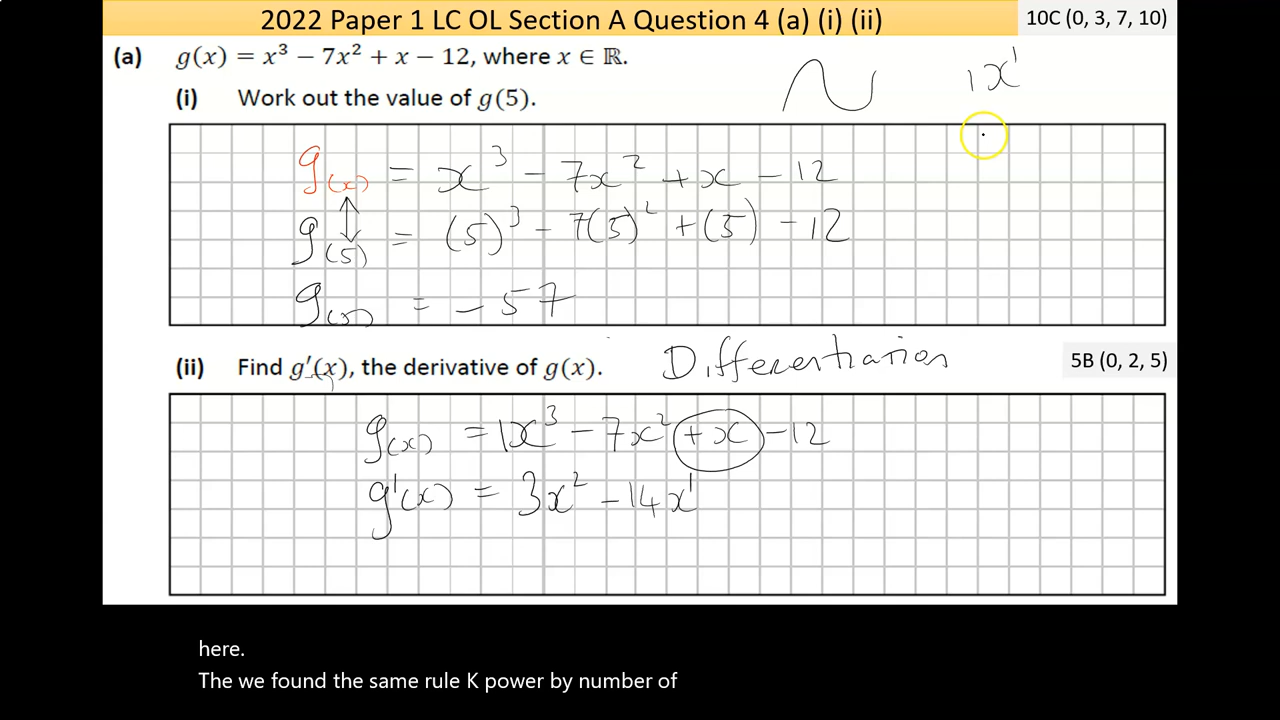 2022 Paper 1 LC OL Section A Question 4 (a) (i) (ii)
10C (0, 3, 7, 10)
(a) g(x) = x³ − 7x² + x − 12, where x ∈ ℝ.
1x¹
(i) Work out the value of g(5).
g(x) = x³ − 7x² + x − 12
g(5) = (5)³ − 7(5)² + (5) − 12
g(5) = − 57
(ii) Find g′(x), the derivative of g(x).
Differentiation
5B (0, 2, 5)
g(x) = 1x³ − 7x² + x − 12
g'(x) = 3x² − 14x¹
here.
The we found the same rule K power by number of